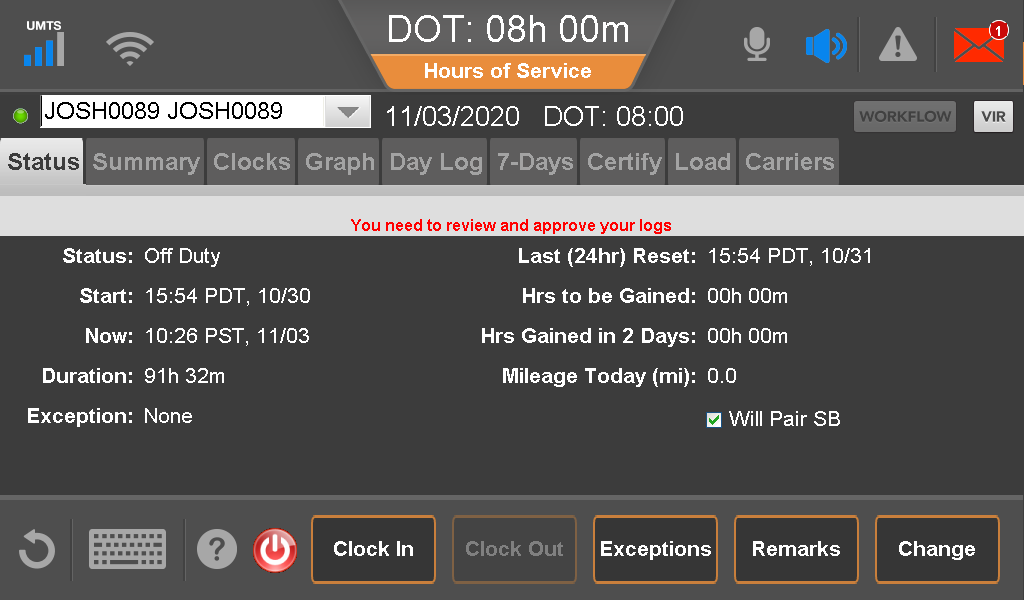 UMTS
DOT: 08h 00m
1
Hours of Service
JOSH0089 JOSH0089
11/03/2020 DOT: 08:00
WORKFLOW
VIR
Status Summary Clocks Graph Day Log 7-Days Certify Load Carriers
You need to review and approve your logs
Status: Off Duty
Last (24hr) Reset: 15:54 PDT, 10/31
Start: 15:54 PDT, 10/30
Hrs to be Gained: 00h 00m
Now: 10:26 PST, 11/03
Hrs Gained in 2 Days: 00h 00m
Duration: 91h 32m
Mileage Today (mi): 0.0
Exception: None
Will Pair SB
?
Clock In
Clock Out
Exceptions
Remarks
Change